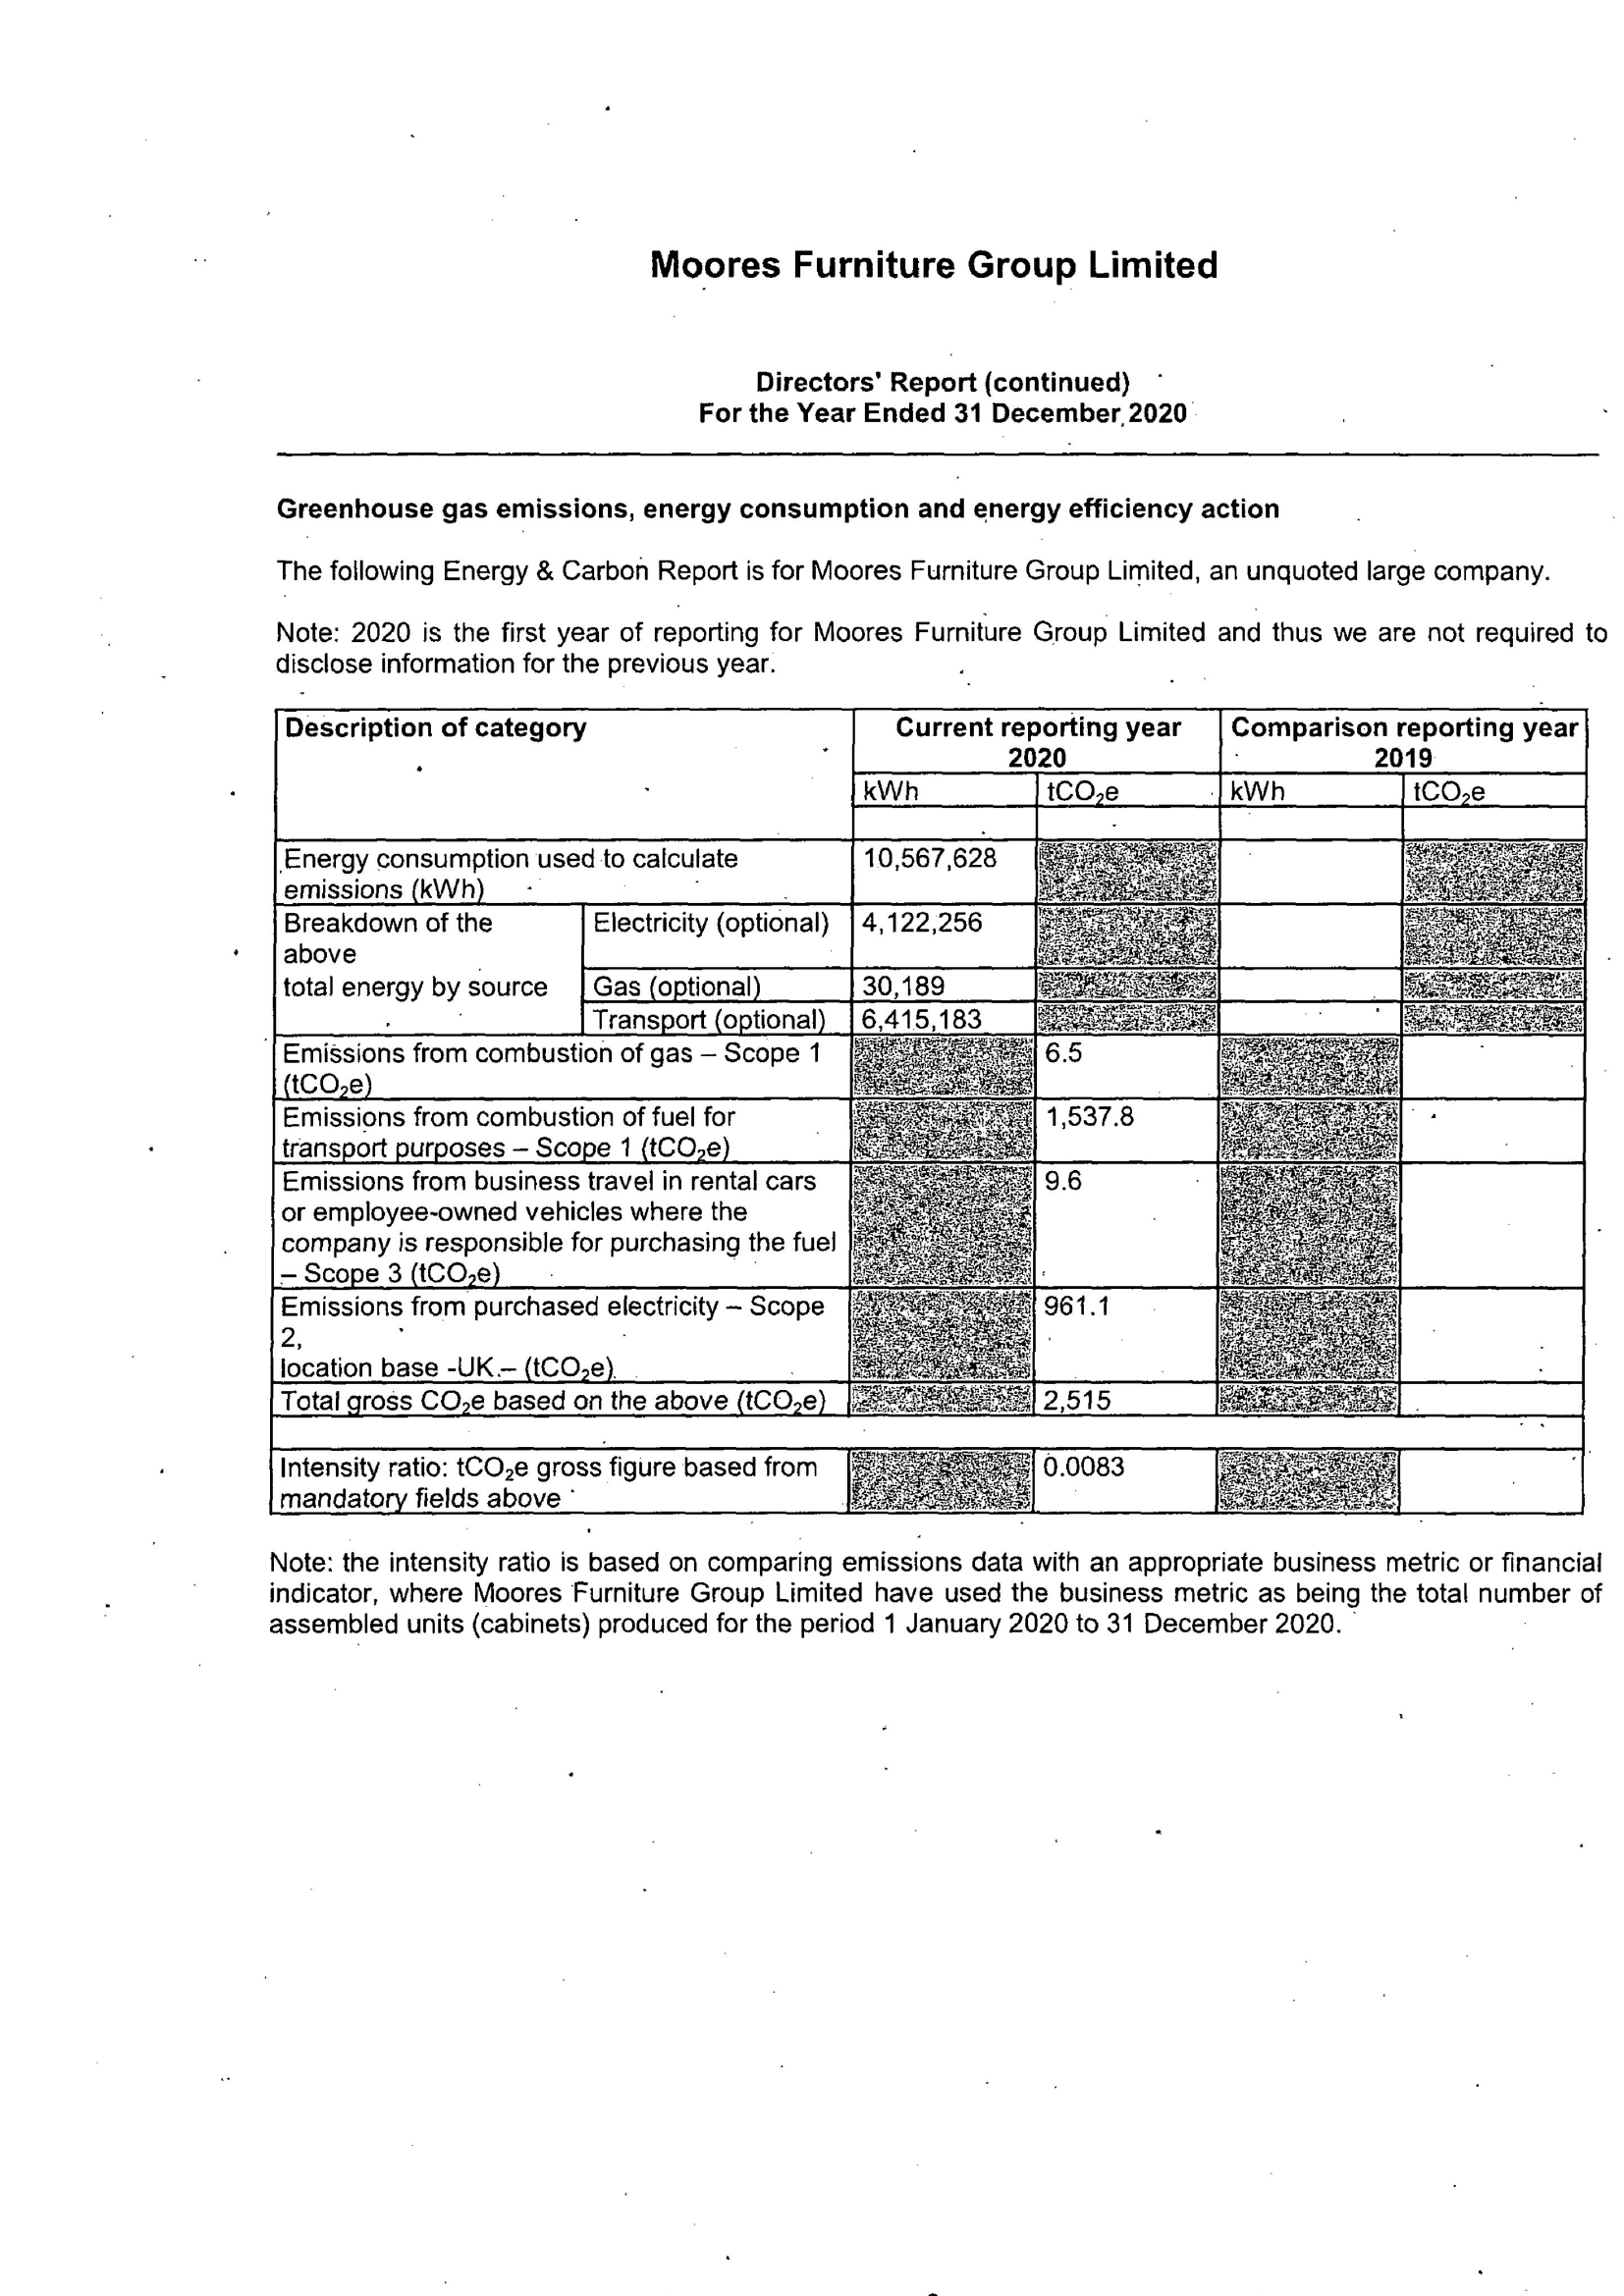 Moores Furniture Group Limited
Directors' Report (continued)
For the Year Ended 31 December 2020
Greenhouse gas emissions, energy consumption and energy efficiency action
The following Energy & Carbon Report is for Moores Furniture Group Limited, an unquoted large company.
Note: 2020 is the first year of reporting for Moores Furniture Group Limited and thus we are not required to
disclose information for the previous year.
Description of category Current reporting year Comparison reporting year
2020 2019
kWh tCO₂e kWh tCO₂e
Energy consumption used to calculate 10,567,628
emissions (kWh)
Breakdown of the Electricity (optional) 4,122,256
above
total energy by source Gas (optional) 30,189
Transport (optional) 6,415,183
Emissions from combustion of gas – Scope 1 6.5
(tCO₂e)
Emissions from combustion of fuel for 1,537.8
transport purposes – Scope 1 (tCO₂e)
Emissions from business travel in rental cars 9.6
or employee-owned vehicles where the
company is responsible for purchasing the fuel
– Scope 3 (tCO₂e)
Emissions from purchased electricity – Scope 961.1
2,
location base -UK – (tCO₂e)
Total gross CO₂e based on the above (tCO₂e) 2,515
Intensity ratio: tCO₂e gross figure based from 0.0083
mandatory fields above
Note: the intensity ratio is based on comparing emissions data with an appropriate business metric or financial
indicator, where Moores Furniture Group Limited have used the business metric as being the total number of
assembled units (cabinets) produced for the period 1 January 2020 to 31 December 2020.